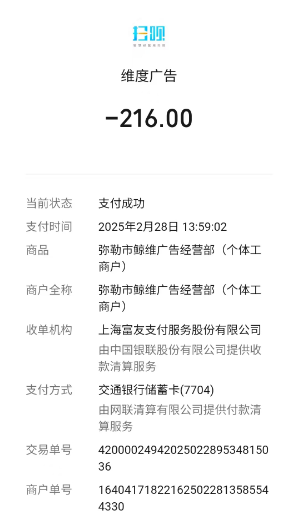 扫呗
维度广告
-216.00
当前状态 支付成功
支付时间 2025年2月28日 13:59:02
商品 弥勒市鲸维广告经营部（个体工
商户）
商户全称 弥勒市鲸维广告经营部（个体工
商户）
收单机构 上海富友支付服务股份有限公司
由中国银联股份有限公司提供收
款清算服务
支付方式 交通银行储蓄卡(7704)
由网联清算有限公司提供付款清
算服务
交易单号 42000024942025022895348150
36
商户单号 16404171822162502281358554
4330